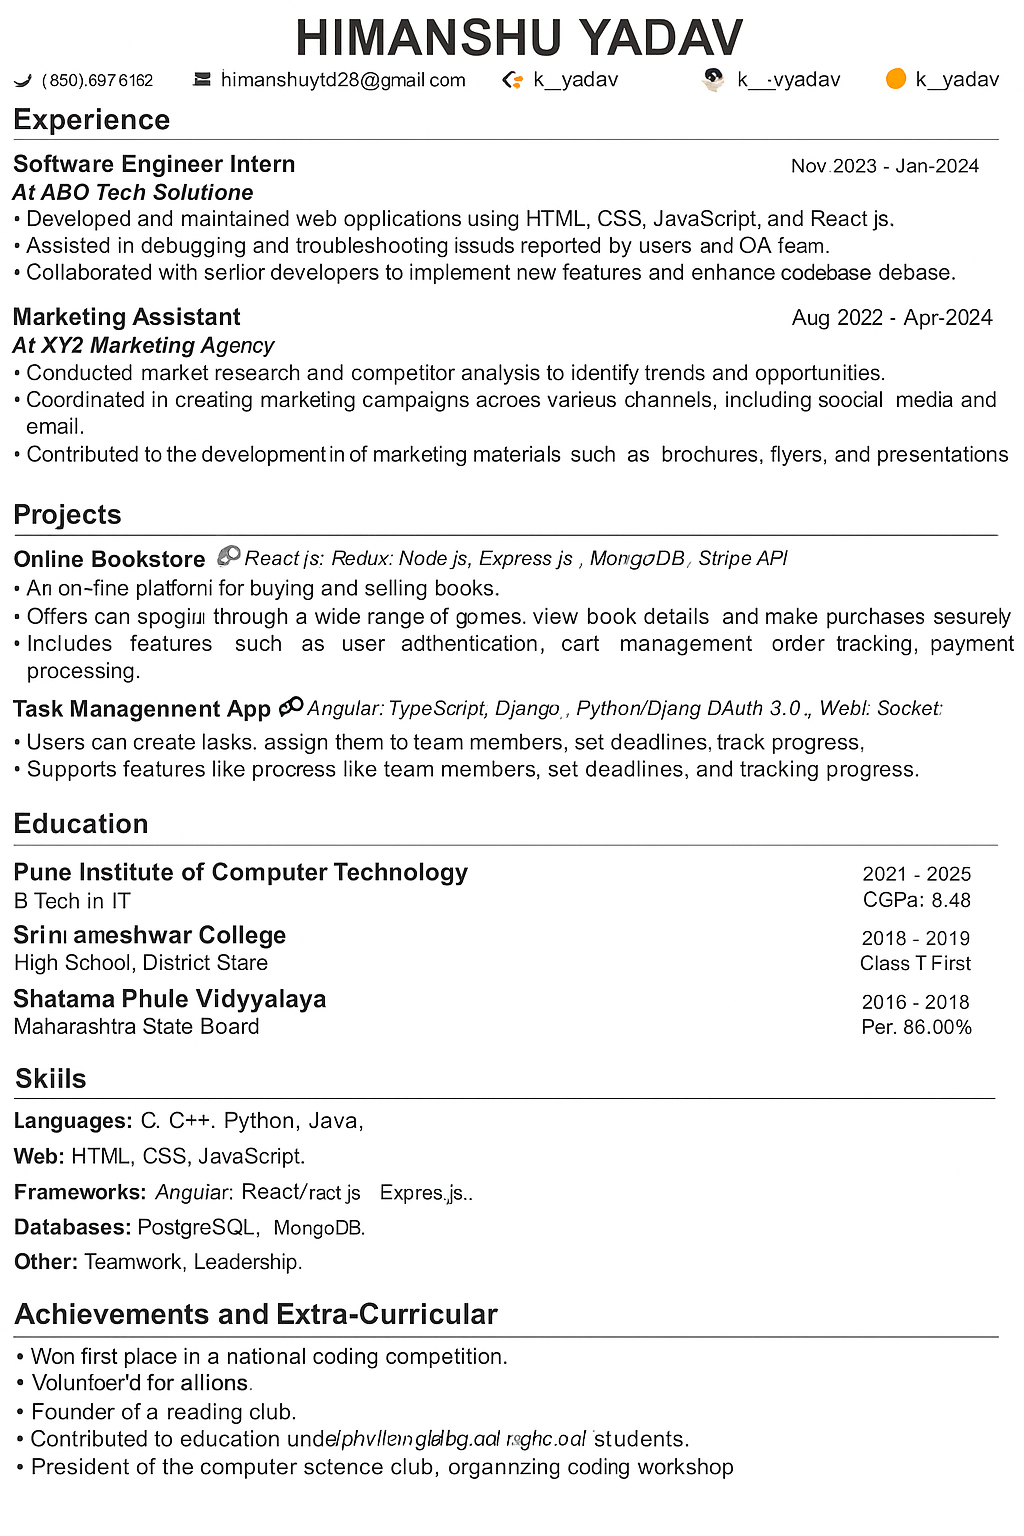 HIMANSHU YADAV
(850).697 6162 himanshuytd28@gmail com k__yadav k__-vyadav k__yadav
Experience
Software Engineer Intern Nov.2023 - Jan-2024
At ABO Tech Solutione
• Developed and maintained web opplications using HTML, CSS, JavaScript, and React js.
• Assisted in debugging and troubleshooting issuds reported by users and OA feam.
• Collaborated with serlior developers to implement new features and enhance codebase debase.
Marketing Assistant Aug 2022 - Apr-2024
At XY2 Marketing Agency
• Conducted market research and competitor analysis to identify trends and opportunities.
• Coordinated in creating marketing campaigns acroes varieus channels, including soocial media and
email.
• Contributed to the development in of marketing materials such as brochures, flyers, and presentations
Projects
Online Bookstore React js: Redux: Node js, Express js , MongoDB, Stripe API
• An on-fine platforni for buying and selling books.
• Offers can through a wide range of gomes. view book details and make purchases sesurely
• Includes features such as user adthentication, cart management order tracking, payment
processing.
Task Managennent App Angular: TypeScript, Django., Python/Djang DAuth 3.0., Webl: Socket:
• Users can create lasks. assign them to team members, set deadlines, track progress,
• Supports features like procress like team members, set deadlines, and tracking progress.
Education
Pune Institute of Computer Technology 2021 - 2025
B Tech in IT CGPa: 8.48
ameshwar College 2018 - 2019
High School, District Stare Class T First
Shatama Phule Vidyyalaya 2016 - 2018
Maharashtra State Board Per. 86.00%
Skiils
Languages: C. C++. Python, Java,
Web: HTML, CSS, JavaScript.
Frameworks: Anguiar: React/ract js Expres.js..
Databases: PostgreSQL, MongoDB.
Other: Teamwork, Leadership.
Achievements and Extra-Curricular
• Won first place in a national coding competition.
• Volunfoer'd for allions.
• Founder of a reading club.
• Contributed to education students.
• President of the computer sctence club, organnzing coding workshop